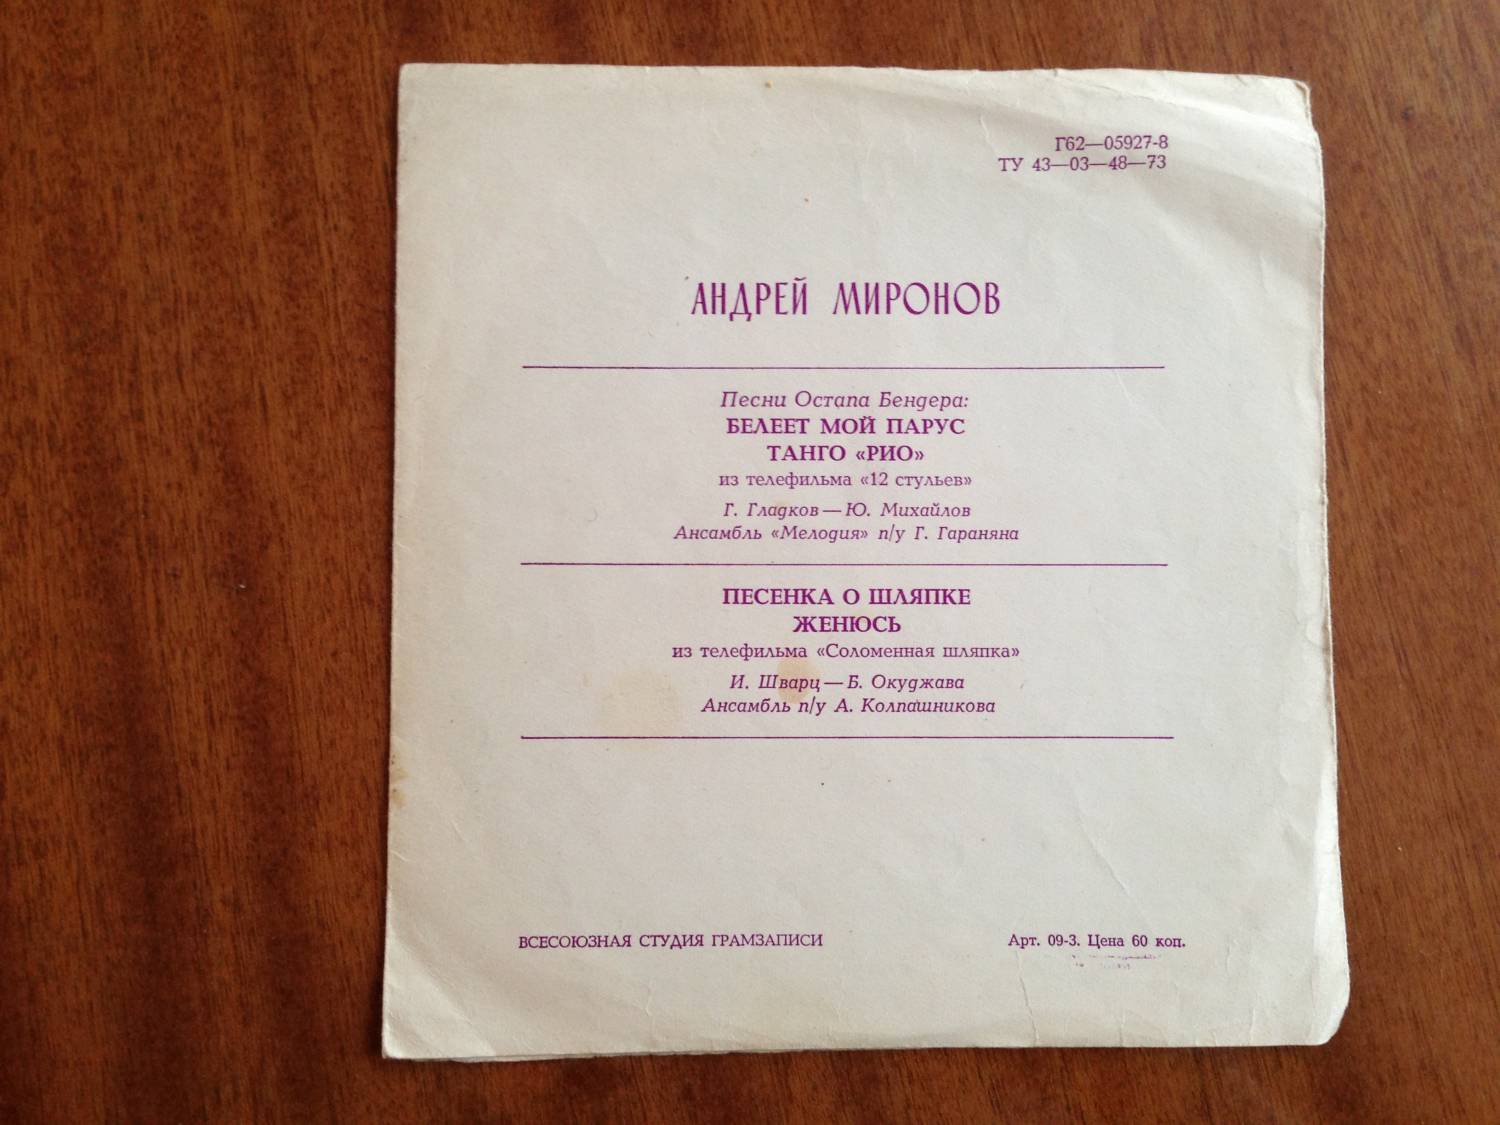 Г62—05927-8
ТУ 43—03—48—73
АНДРЕЙ МИРОНОВ
Песни Остапа Бендера:
БЕЛЕЕТ МОЙ ПАРУС
ТАНГО «РИО»
из телефильма «12 стульев»
Г. Гладков — Ю. Михайлов
Ансамбль «Мелодия» п/у Г. Гараняна
ПЕСЕНКА О ШЛЯПКЕ
ЖЕНЮСЬ
из телефильма «Соломенная шляпка»
И. Шварц — Б. Окуджава
Ансамбль п/у А. Колпашникова
ВСЕСОЮЗНАЯ СТУДИЯ ГРАМЗАПИСИ
Арт. 09-3. Цена 60 коп.